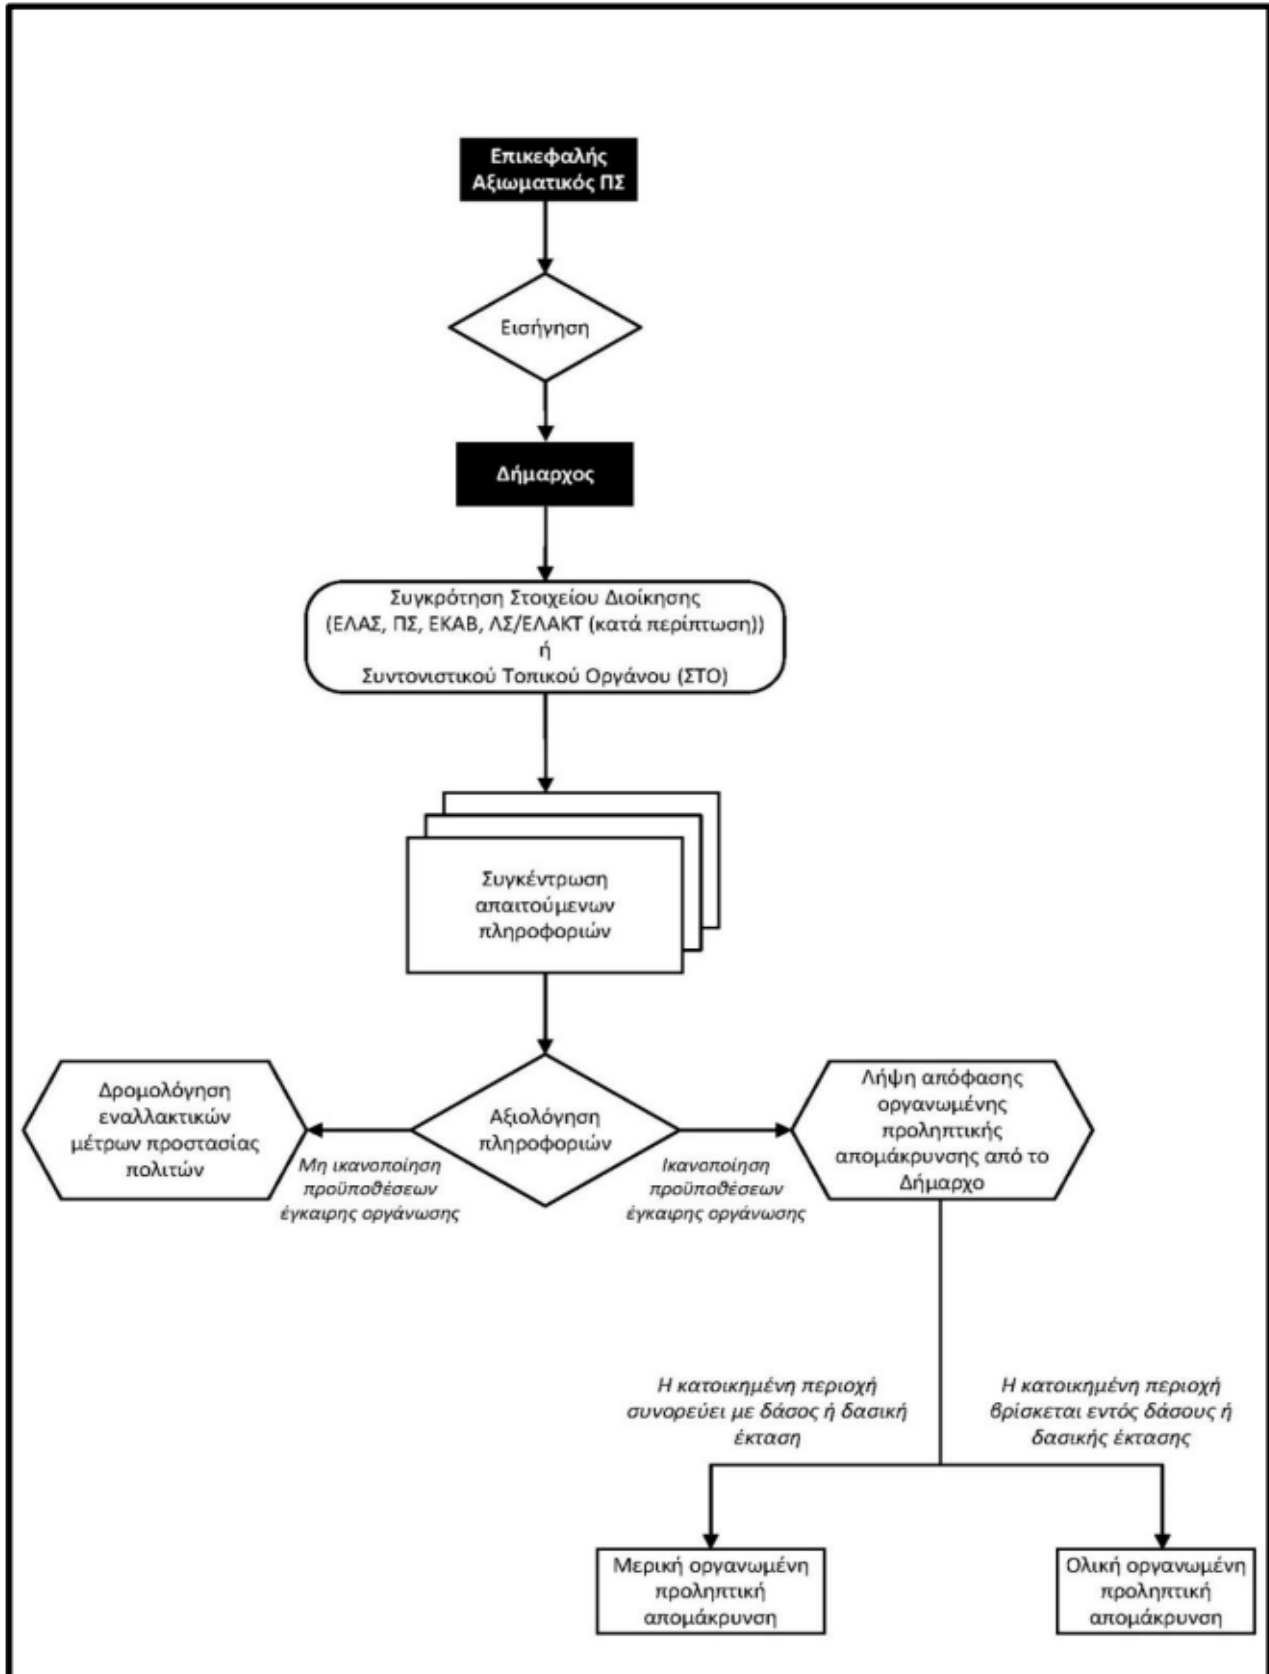 Επικεφαλής
Αξιωματικός ΠΣ
Εισήγηση
Δήμαρχος
Συγκρότηση Στοιχείου Διοίκησης
(ΕΛΑΣ, ΠΣ, ΕΚΑΒ, ΛΣ/ΕΛΑΚΤ (κατά περίπτωση))
ή
Συντονιστικού Τοπικού Οργάνου (ΣΤΟ)
Συγκέντρωση
απαιτούμενων
πληροφοριών
Αξιολόγηση
πληροφοριών
Δρομολόγηση
εναλλακτικών
μέτρων προστασίας
πολιτών
Μη ικανοποίηση
προϋποθέσεων
έγκαιρης οργάνωσης
Ικανοποίηση
προϋποθέσεων
έγκαιρης οργάνωσης
Λήψη απόφασης
οργανωμένης
προληπτικής
απομάκρυνσης από το
Δήμαρχο
Η κατοικημένη περιοχή
συνορεύει με δάσος ή δασική
έκταση
Η κατοικημένη περιοχή
βρίσκεται εντός δάσους ή
δασικής έκτασης
Μερική οργανωμένη
προληπτική
απομάκρυνση
Ολική οργανωμένη
προληπτική
απομάκρυνση